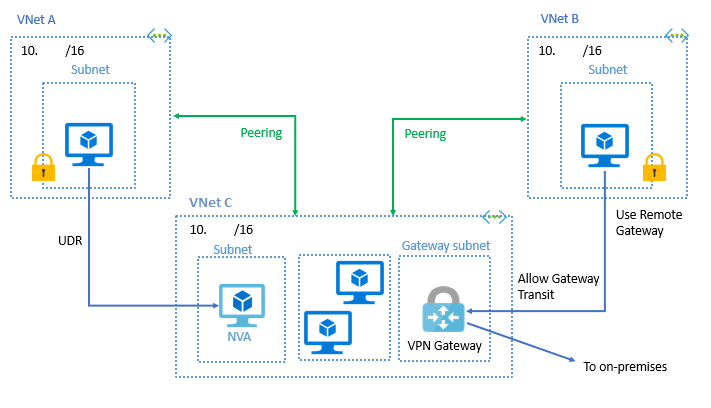 VNet A
VNet B
10. /16
10. /16
Subnet
Subnet
Peering
Peering
VNet C
UDR
10. /16
Use Remote
Gateway
Subnet
Gateway subnet
Allow Gateway
Transit
NVA
VPN Gateway
To on-premises